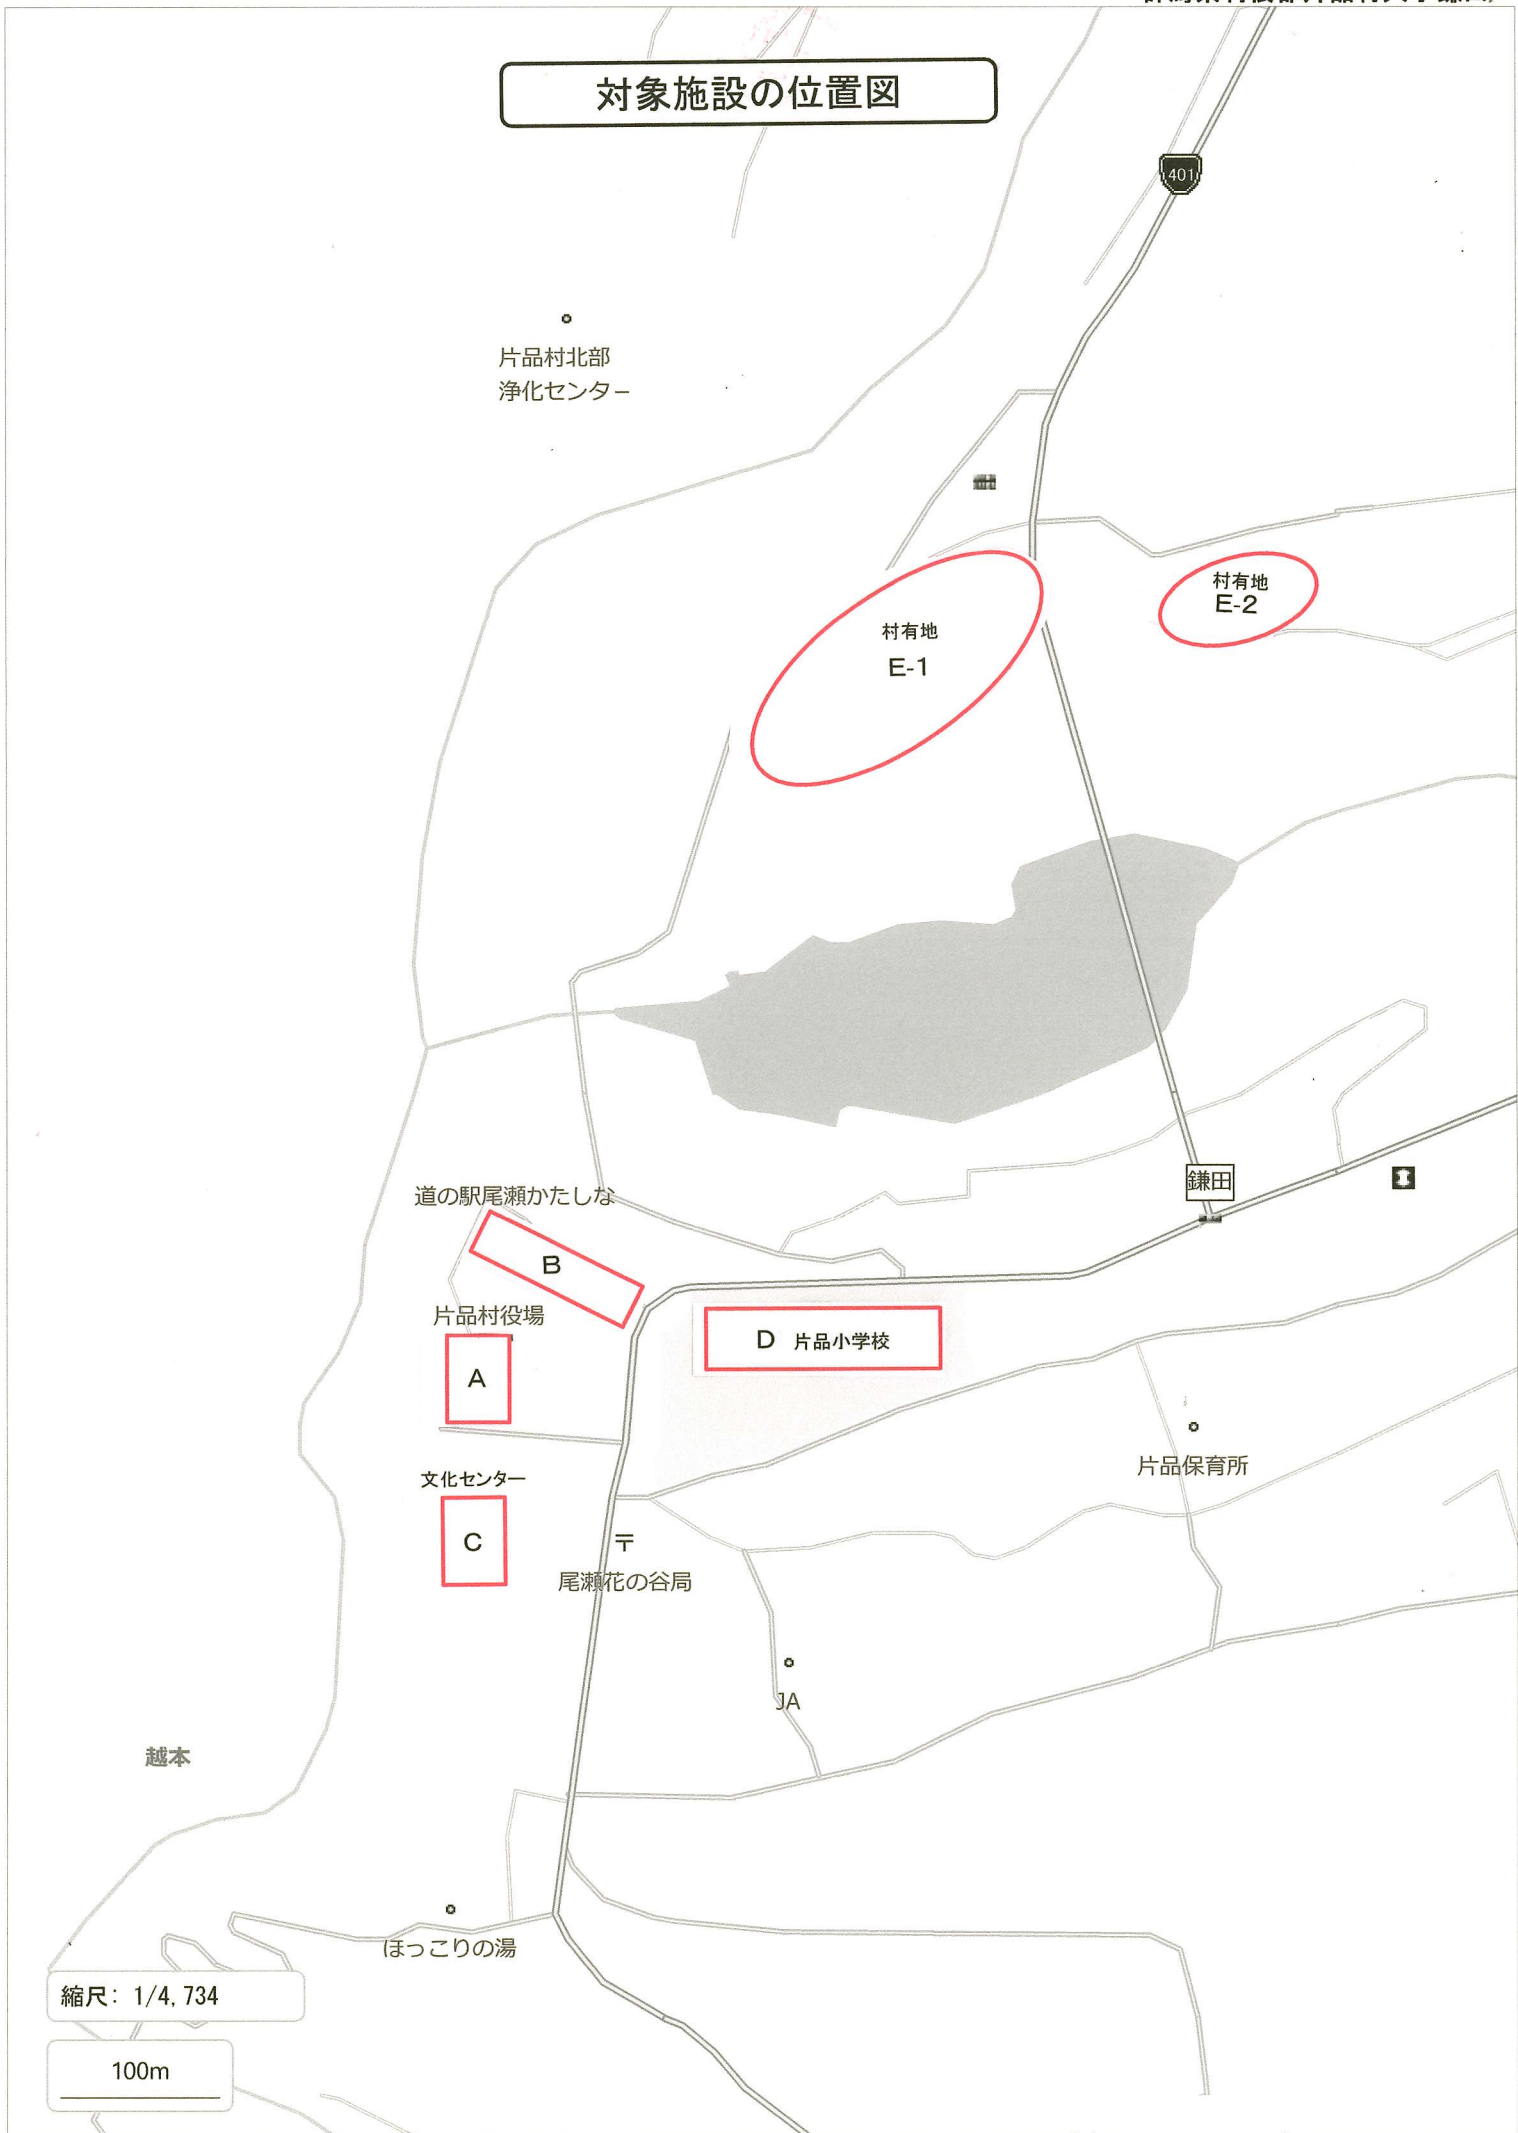 対象施設の位置図
401
片品村北部
浄化センター
村有地
E-2
村有地
E-1
鎌田
道の駅尾瀬かたしな
B
片品村役場
D 片品小学校
A
片品保育所
文化センター
C
〒
尾瀬花の谷局
JA
越本
ほっこりの湯
縮尺: 1/4,734
100m